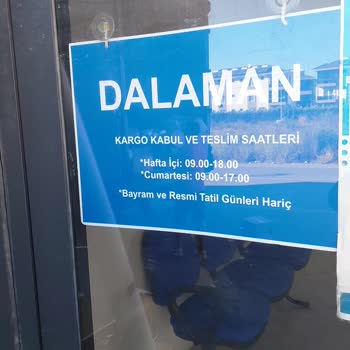 DALAMAN
KARGO KABUL VE TESLİM SAATLERİ
*Hafta İçi; 09.00-18.00
*Cumartesi; 09.00-17.00
*Bayram ve Resmi Tatil Günleri Hariç